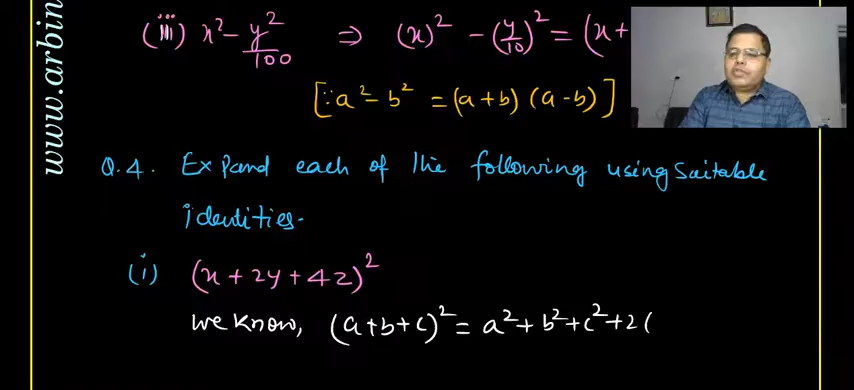 www.arbin
(iii) x² - y²/100 ⇒ (x)² - (y/10)² = (x+
[∵ a² - b² = (a+b) (a-b)]
Q.4. Expand each of the following using suitable
identities.
(i) (x + 2y + 4z)²
We know, (a+b+c)² = a² + b² + c² + 2(